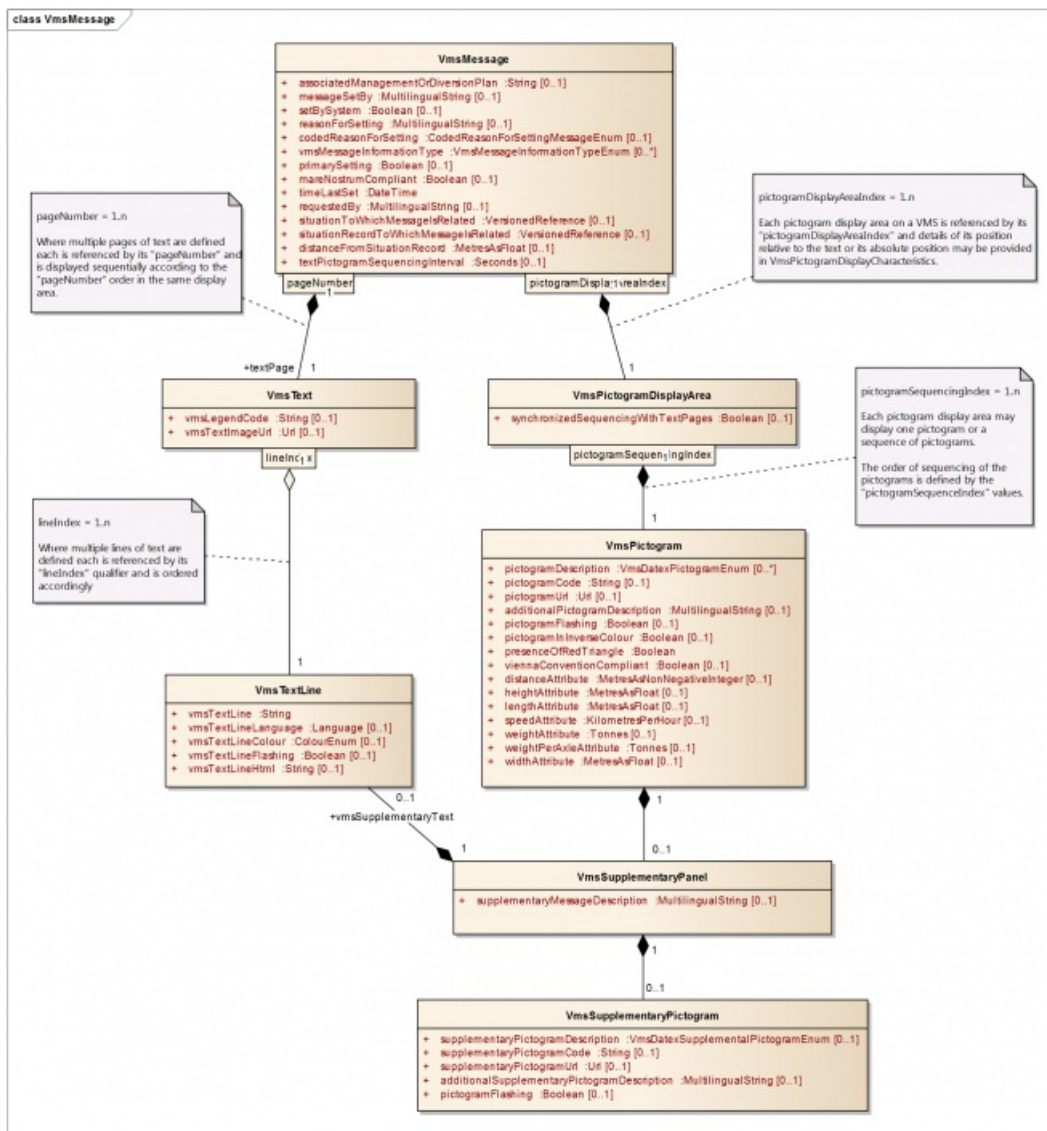 class VmsMessage
VmsMessage
+ associatedManagementOrDiversionPlan :String [0..1]
+ messageSetBy :MultilingualString [0..1]
+ setBySystem :Boolean [0..1]
+ reasonForSetting :MultilingualString [0..1]
+ codedReasonForSetting :CodedReasonForSettingMessageEnum [0..1]
+ vmsMessageInformationType :VmsMessageInformationTypeEnum [0..*]
+ primarySetting :Boolean [0..1]
+ mareNostrumCompliant :Boolean [0..1]
+ timeLastSet :DateTime
+ requestedBy :MultilingualString [0..1]
+ situationToWhichMessageIsRelated :VersionedReference [0..1]
+ situationRecordToWhichMessageIsRelated :VersionedReference [0..1]
+ distanceFromSituationRecord :MetresAsFloat [0..1]
+ textPictogramSequencingInterval :Seconds [0..1]
pageNumber = 1..n
Where multiple pages of text are defined
each is referenced by its "pageNumber" and
is displayed sequentially according to the
"pageNumber" order in the same display
area.
pictogramDisplayAreaIndex = 1..n
Each pictogram display area on a VMS is referenced by its
"pictogramDisplayAreaIndex" and details of its position
relative to the text or its absolute position may be provided
in VmsPictogramDisplayCharacteristics.
pageNumber
1
pictogramDisplayAreaIndex
1
+textPage 1
1
VmsText
+ vmsLegendCode :String [0..1]
+ vmsTextImageUrl :Url [0..1]
lineIndex
1
VmsPictogramDisplayArea
+ synchronizedSequencingWithTextPages :Boolean [0..1]
pictogramSequencingIndex
1
pictogramSequencingIndex = 1..n
Each pictogram display area may
display one pictogram or a
sequence of pictograms.
The order of sequencing of the
pictograms is defined by the
"pictogramSequenceIndex" values.
lineIndex = 1..n
Where multiple lines of text are
defined each is referenced by its
"lineIndex" qualifier and is ordered
accordingly
1
VmsPictogram
+ pictogramDescription :VmsDatexPictogramEnum [0..*]
+ pictogramCode :String [0..1]
+ pictogramUrl :Url [0..1]
+ additionalPictogramDescription :MultilingualString [0..1]
+ pictogramFlashing :Boolean [0..1]
+ pictogramInInverseColour :Boolean [0..1]
+ presenceOfRedTriangle :Boolean
+ viennaConventionCompliant :Boolean [0..1]
+ distanceAttribute :MetresAsNonNegativeInteger [0..1]
+ heightAttribute :MetresAsFloat [0..1]
+ lengthAttribute :MetresAsFloat [0..1]
+ speedAttribute :KilometresPerHour [0..1]
+ weightAttribute :Tonnes [0..1]
+ weightPerAxleAttribute :Tonnes [0..1]
+ widthAttribute :MetresAsFloat [0..1]
1
VmsTextLine
+ vmsTextLine :String
+ vmsTextLineLanguage :Language [0..1]
+ vmsTextLineColour :ColourEnum [0..1]
+ vmsTextLineFlashing :Boolean [0..1]
+ vmsTextLineHtml :String [0..1]
0..1
+vmsSupplementaryText
1
1
0..1
VmsSupplementaryPanel
+ supplementaryMessageDescription :MultilingualString [0..1]
1
0..1
VmsSupplementaryPictogram
+ supplementaryPictogramDescription :VmsDatexSupplementalPictogramEnum [0..1]
+ supplementaryPictogramCode :String [0..1]
+ supplementaryPictogramUrl :Url [0..1]
+ additionalSupplementaryPictogramDescription :MultilingualString [0..1]
+ pictogramFlashing :Boolean [0..1]